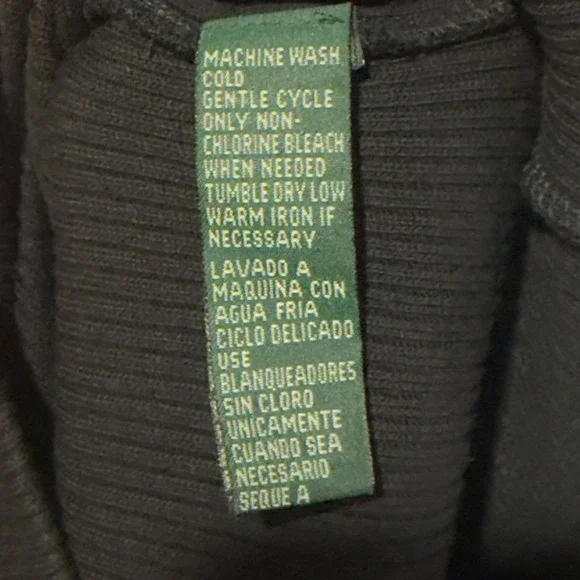 MACHINE WASH
COLD
GENTLE CYCLE
ONLY NON-
CHLORINE BLEACH
WHEN NEEDED
TUMBLE DRY LOW
WARM IRON IF
NECESSARY
LAVADO A
MAQUINA CON
AGUA FRIA
CICLO DELICADO
USE
BLANQUEADORES
SIN CLORO
UNICAMENTE
CUANDO SEA
NECESARIO
SEQUE A